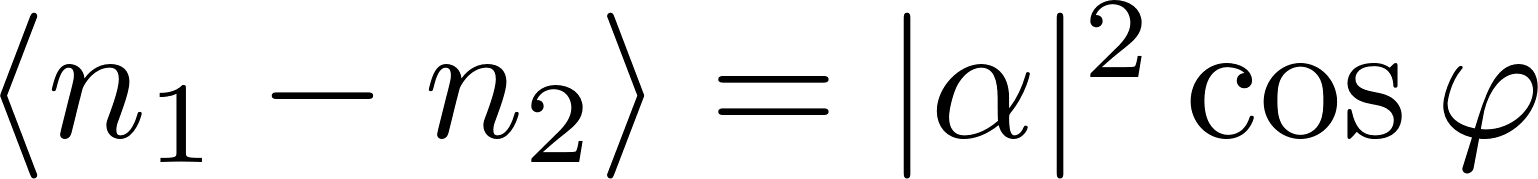 ⟨n₁ − n₂⟩ = |α|² cos φ